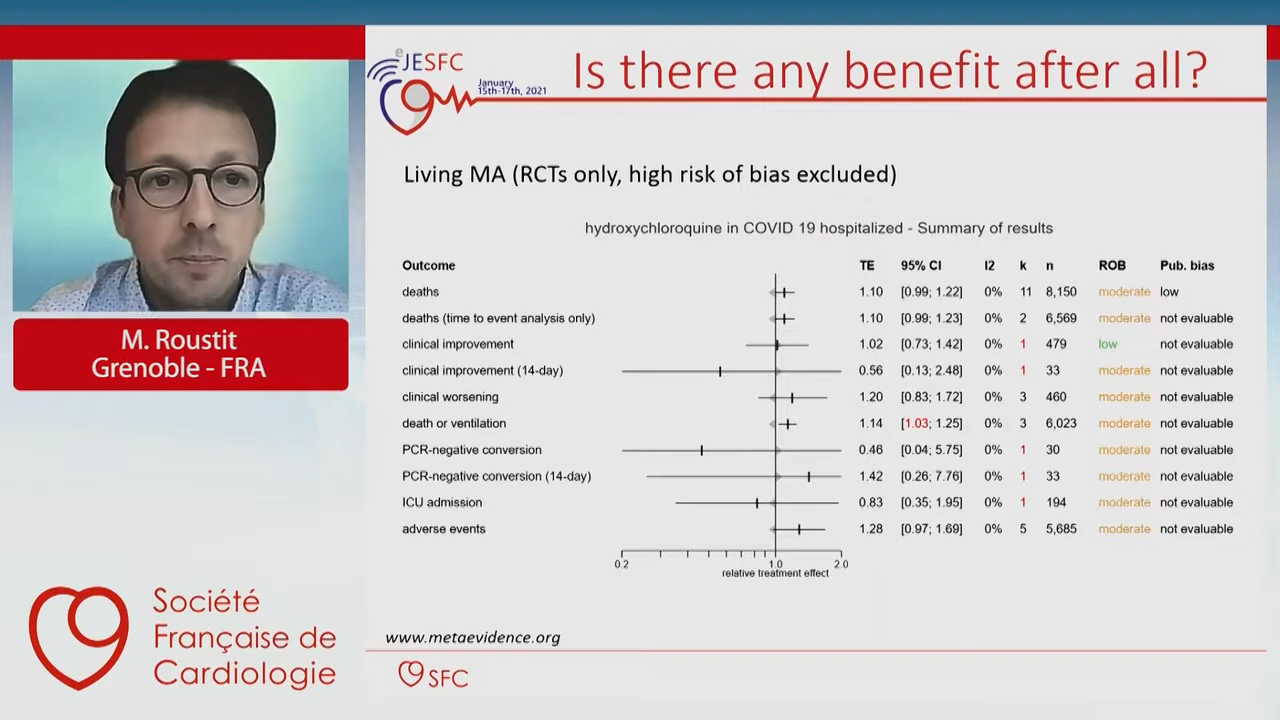 eJESFC
January
15th-17th, 2021
Is there any benefit after all?
M. Roustit
Grenoble - FRA
Société
Française de
Cardiologie
Living MA (RCTs only, high risk of bias excluded)
hydroxychloroquine in COVID 19 hospitalized - Summary of results
Outcome TE 95% CI I2 k n ROB Pub. bias
deaths 1.10 [0.99; 1.22] 0% 11 8,150 moderate low
deaths (time to event analysis only) 1.10 [0.99; 1.23] 0% 2 6,569 moderate not evaluable
clinical improvement 1.02 [0.73; 1.42] 0% 1 479 low not evaluable
clinical improvement (14-day) 0.56 [0.13; 2.48] 0% 1 33 moderate not evaluable
clinical worsening 1.20 [0.83; 1.72] 0% 3 460 moderate not evaluable
death or ventilation 1.14 [1.03; 1.25] 0% 3 6,023 moderate not evaluable
PCR-negative conversion 0.46 [0.04; 5.75] 0% 1 30 moderate not evaluable
PCR-negative conversion (14-day) 1.42 [0.26; 7.76] 0% 1 33 moderate not evaluable
ICU admission 0.83 [0.35; 1.95] 0% 1 194 moderate not evaluable
adverse events 1.28 [0.97; 1.69] 0% 5 5,685 moderate not evaluable
0.2 1.0 2.0
relative treatment effect
www.metaevidence.org
SFC